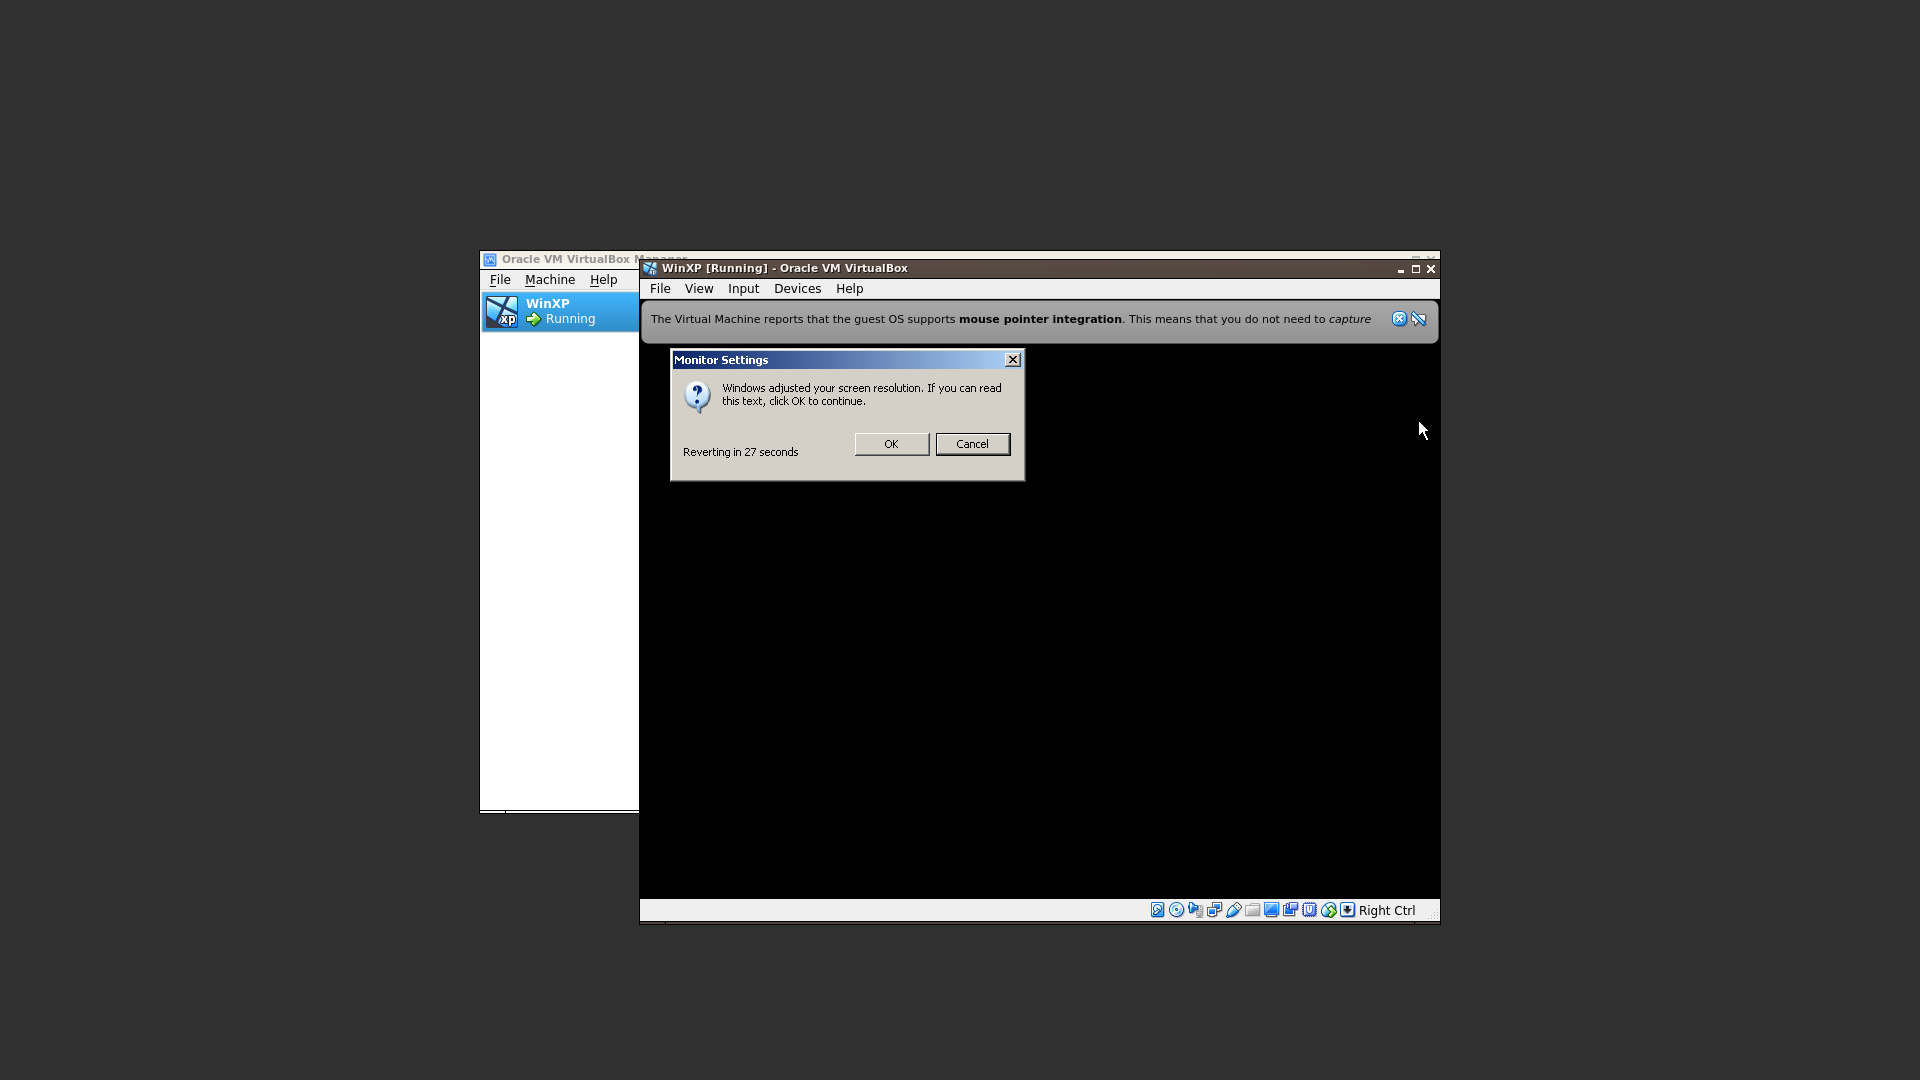 Oracle VM VirtualBox
File Machine Help
WinXP
Running
WinXP [Running] - Oracle VM VirtualBox
File View Input Devices Help
The Virtual Machine reports that the guest OS supports mouse pointer integration. This means that you do not need to capture
Monitor Settings
Windows adjusted your screen resolution. If you can read
this text, click OK to continue.
OK Cancel
Reverting in 27 seconds
Right Ctrl